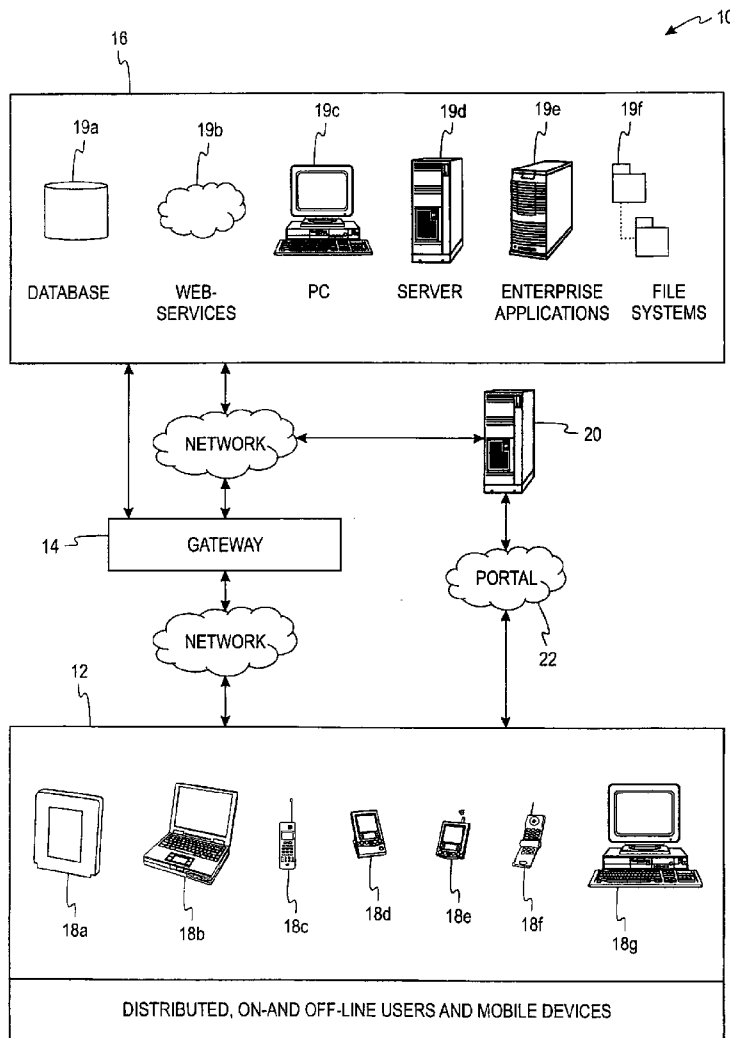 10
16
19a
19b
19c
19d
19e
19f
DATABASE
WEB-
SERVICES
PC
SERVER
ENTERPRISE
APPLICATIONS
FILE
SYSTEMS
NETWORK
20
14
GATEWAY
PORTAL
NETWORK
22
12
18a
18b
18c
18d
18e
18f
18g
DISTRIBUTED, ON-AND OFF-LINE USERS AND MOBILE DEVICES